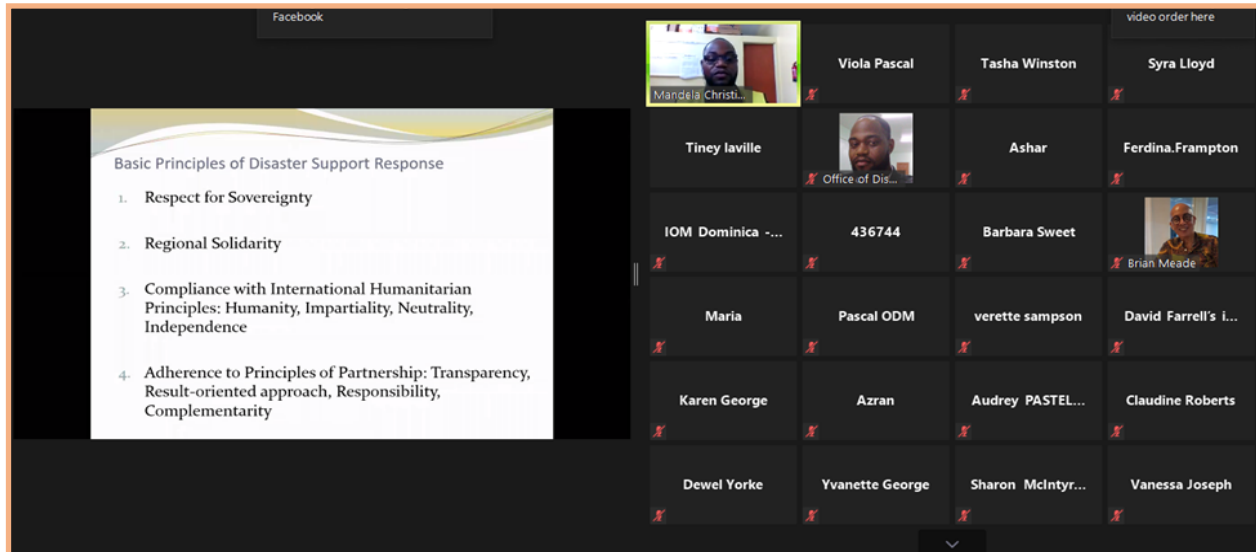 Facebook
video order here
Basic Principles of Disaster Support Response
1. Respect for Sovereignty
2. Regional Solidarity
3. Compliance with International Humanitarian
Principles: Humanity, Impartiality, Neutrality,
Independence
4. Adherence to Principles of Partnership: Transparency,
Result-oriented approach, Responsibility,
Complementarity
Mandela Christi...
Viola Pascal
Tasha Winston
Syra Lloyd
Tiney laville
Office of Dis...
Ashar
Ferdina.Frampton
IOM Dominica -...
436744
Barbara Sweet
Brian Meade
Maria
Pascal ODM
verette sampson
David Farrell's i...
Karen George
Azran
Audrey PASTEL...
Claudine Roberts
Dewel Yorke
Yvanette George
Sharon McIntyr...
Vanessa Joseph